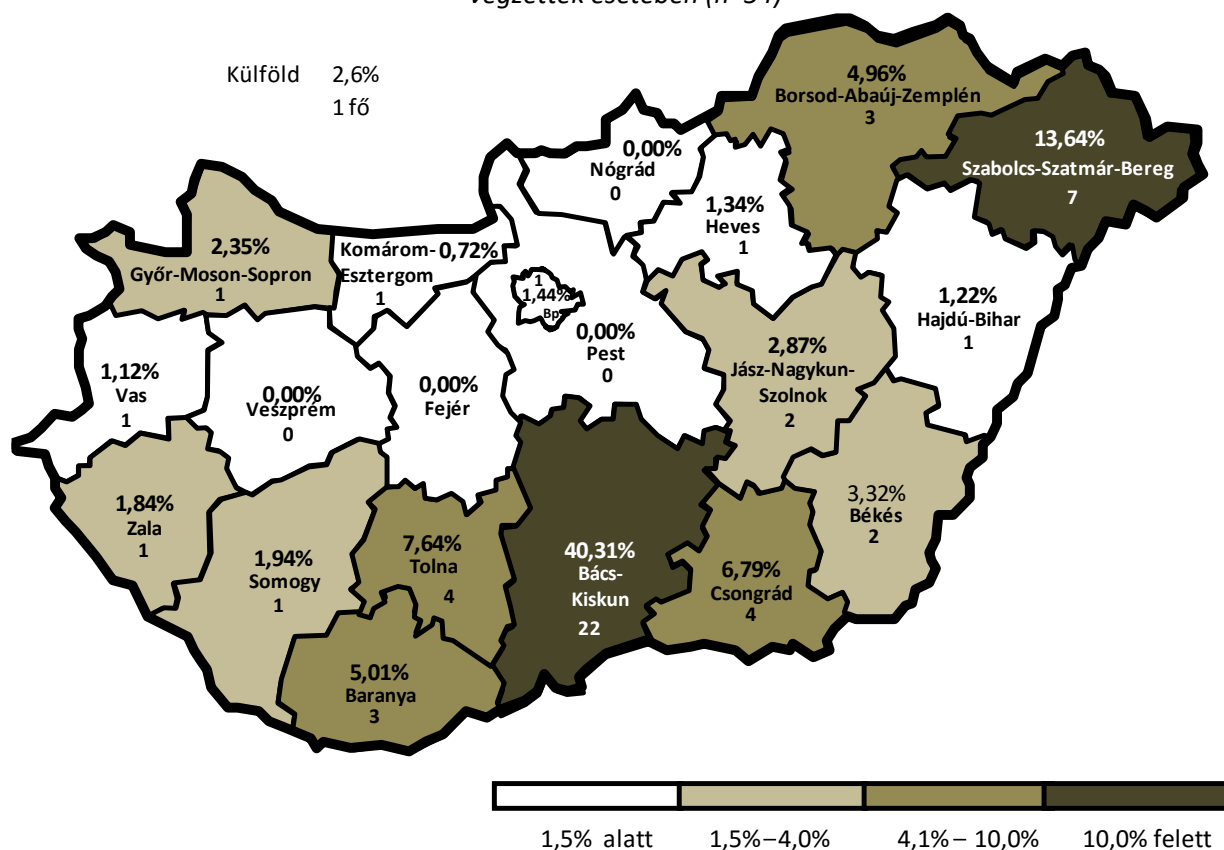 végzettek esetében (n=54)
Külföld 2,6%
1 fő
4,96%
Borsod-Abaúj-Zemplén
3
13,64%
Szabolcs-Szatmár-Bereg
7
0,00%
Nógrád
0
1,34%
Heves
1
2,35%
Győr-Moson-Sopron
1
Komárom- 0,72%
Esztergom
1
1
1,44%
Bp
0,00%
Pest
0
1,22%
Hajdú-Bihar
1
2,87%
Jász-Nagykun-
Szolnok
2
1,12%
Vas
1
0,00%
Veszprém
0
0,00%
Fejér
3,32%
Békés
2
1,84%
Zala
1
1,94%
Somogy
1
7,64%
Tolna
4
40,31%
Bács-
Kiskun
22
6,79%
Csongrád
4
5,01%
Baranya
3
1,5% alatt 1,5%–4,0% 4,1% – 10,0% 10,0% felett